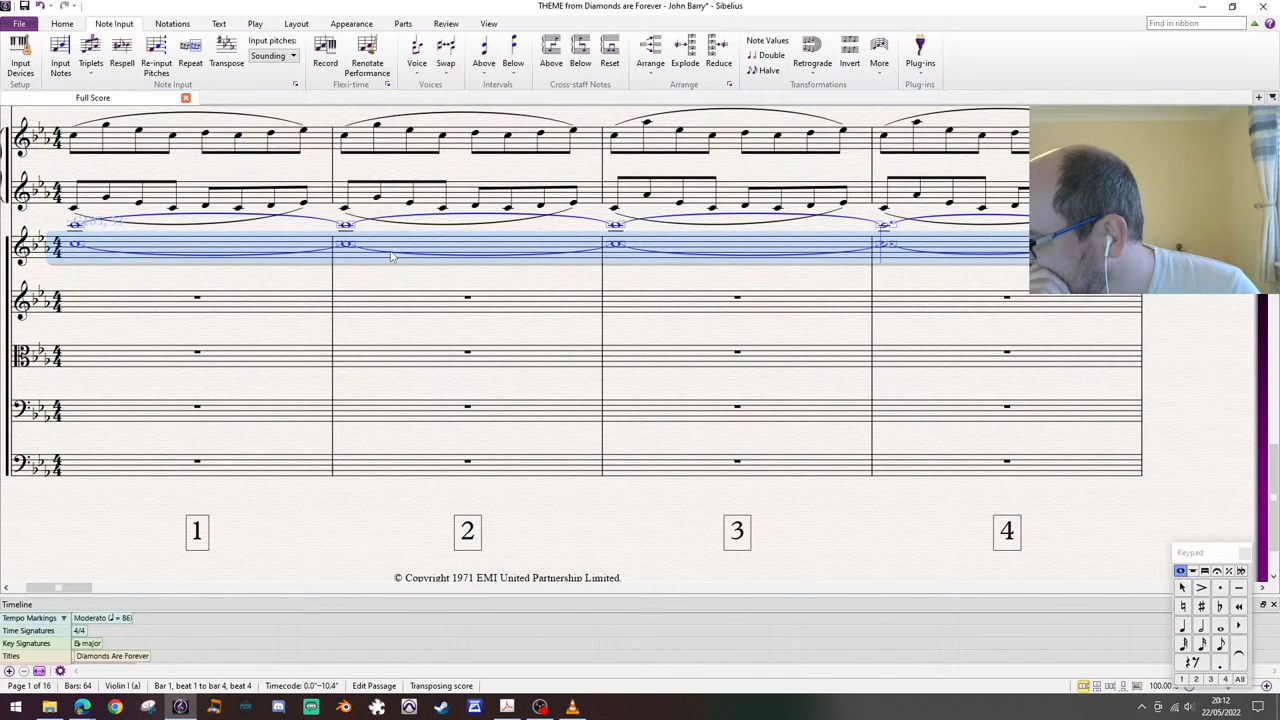 THEME from Diamonds are Forever - John Barry* - Sibelius
File Home Note Input Notations Text Play Layout Appearance Parts Review View
Find in ribbon
Input Devices
Input Notes
Triplets
Respell
Re-input Pitches
Repeat
Transpose
Input pitches:
Sounding
Record
Renotate Performance
Voice
Swap
Above
Below
Above
Below
Reset
Arrange
Explode
Reduce
Note Values
Double
Halve
Retrograde
Invert
More
Plug-ins
Setup Note Input Flexi-time Voices Intervals Cross-staff Notes Arrange Transformations Plug-ins
Full Score
1 2 3 4
© Copyright 1971 EMI United Partnership Limited.
Keypad
1 2 3 4 All
Timeline
Tempo Markings Moderato (♩ = 86)
Time Signatures 4/4
Key Signatures E♭ major
Titles Diamonds Are Forever
Page 1 of 16 Bars: 64 Violin I (a) Bar 1, beat 1 to bar 4, beat 4 Timecode: 0.0"–10.4" Edit Passage Transposing score
100.00
20:12
22/05/2022